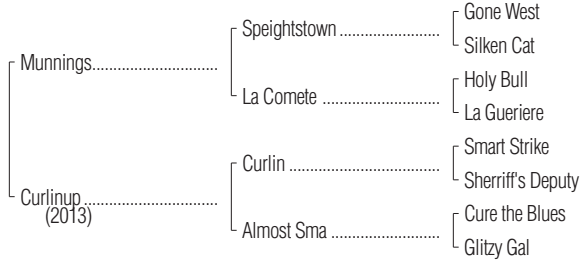 Gone West
Speightstown
Silken Cat
Munnings
Holy Bull
La Comete
La Gueriere
Smart Strike
Curlin
Sherriff's Deputy
Curlinup
(2013)
Cure the Blues
Almost Sma
Glitzy Gal